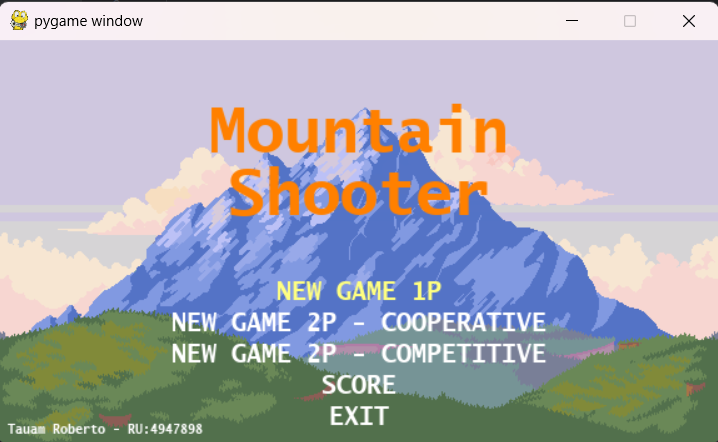 pygame window
Mountain
Shooter
NEW GAME 1P
NEW GAME 2P - COOPERATIVE
NEW GAME 2P - COMPETITIVE
SCORE
EXIT
Tauam Roberto - RU:4947898